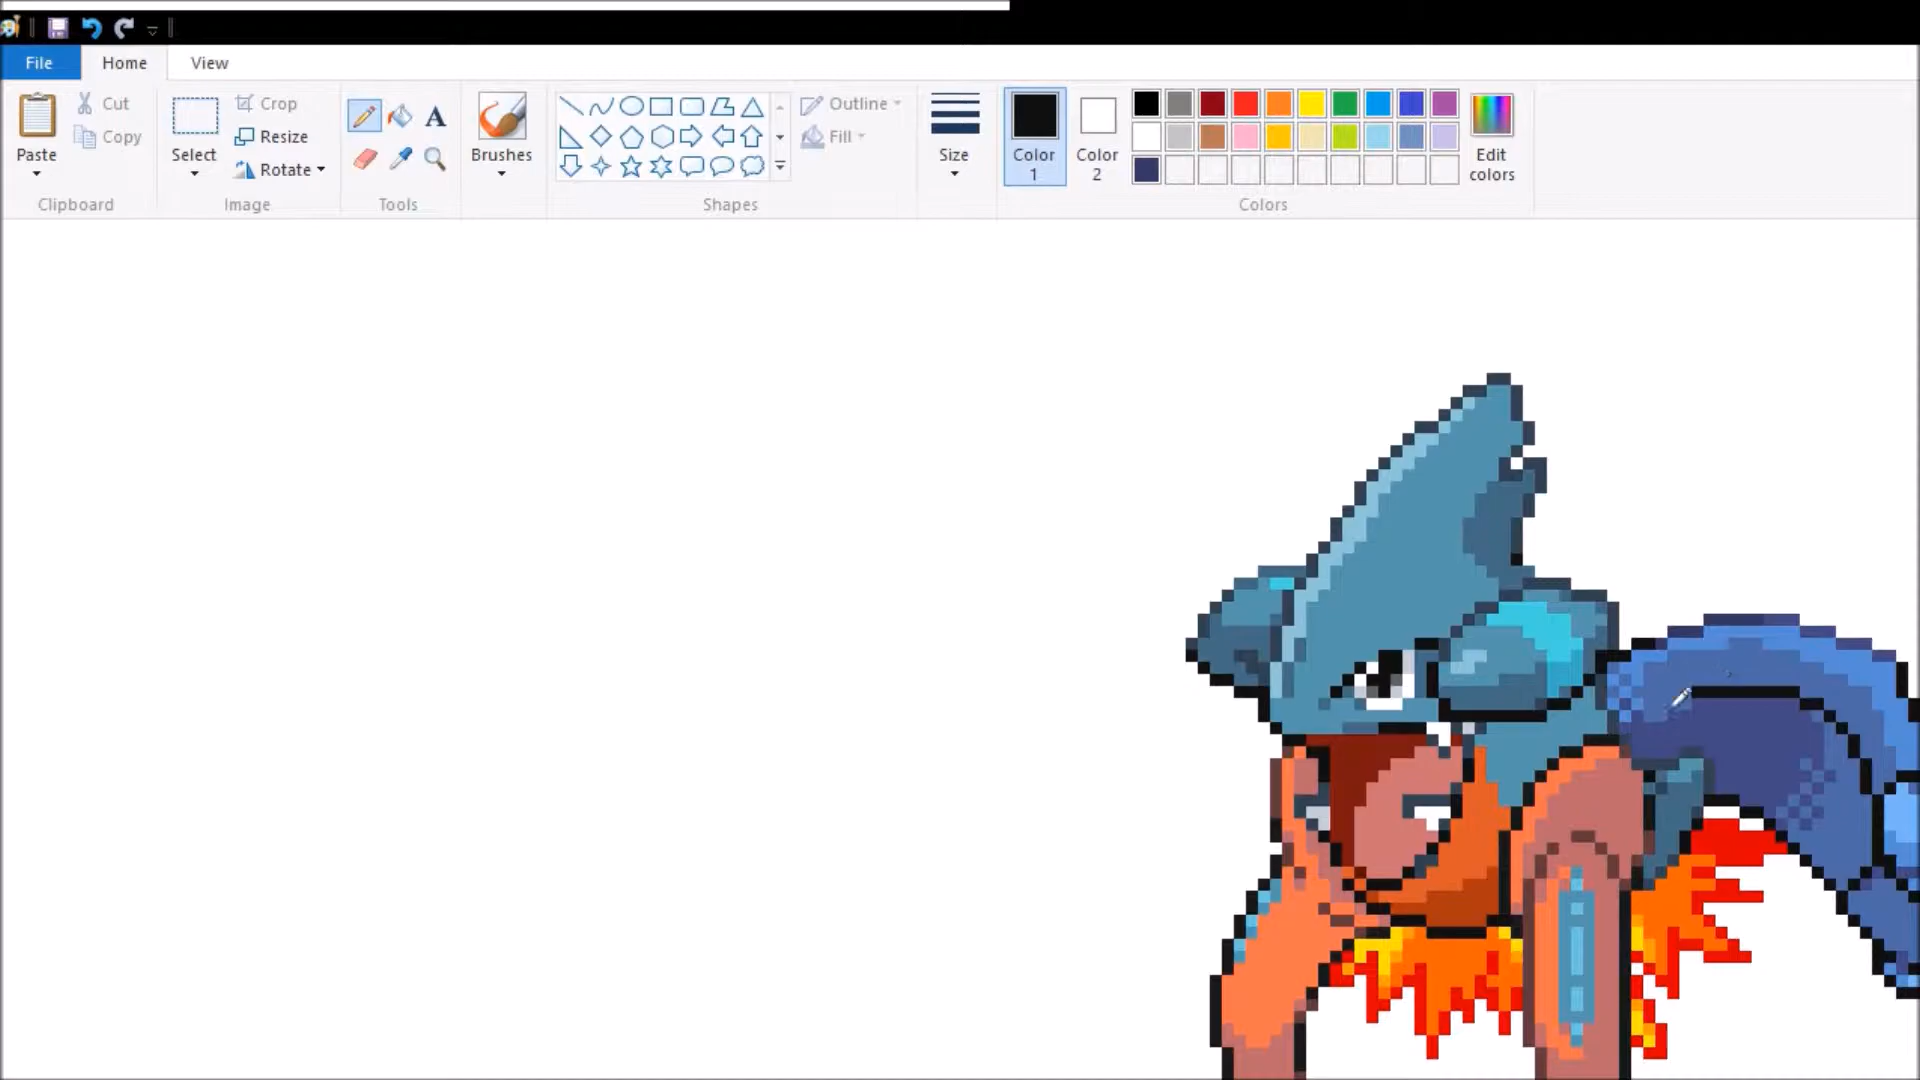 File Home View
Paste
Cut
Copy
Clipboard
Select
Crop
Resize
Rotate
Image
A
Tools
Brushes
Shapes
Outline
Fill
Size
Color
1
Color
2
Colors
Edit
colors